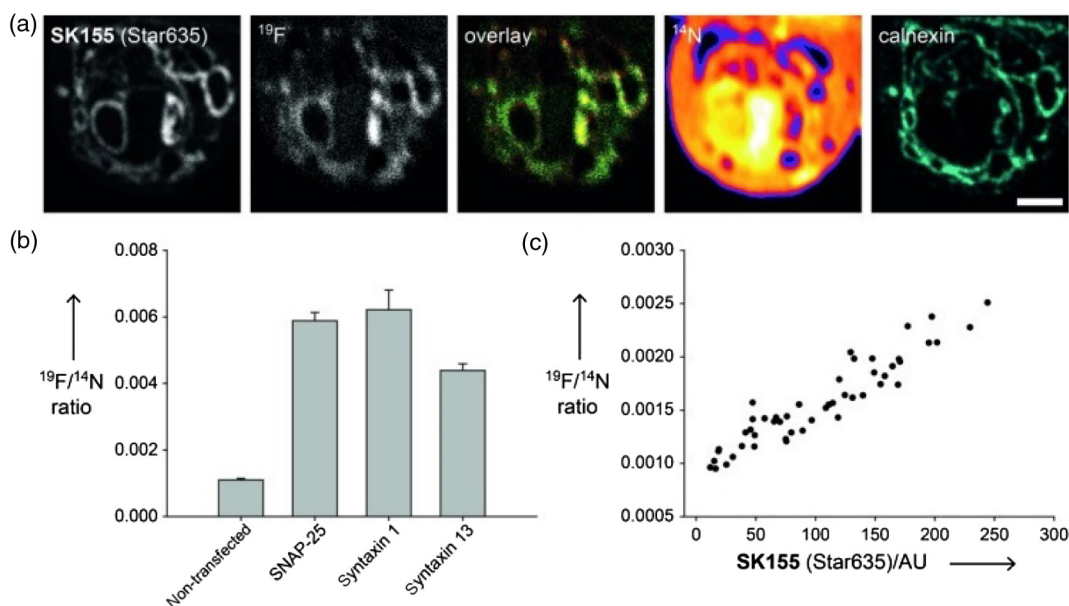 (a)
SK155 (Star635)
¹⁹F
overlay
¹⁴N
calnexin
(b)
0.008
0.006
0.004
0.002
0.000
¹⁹F/¹⁴N
ratio
Non-transfected
SNAP-25
Syntaxin 1
Syntaxin 13
(c)
0.0030
0.0025
0.0020
0.0015
0.0010
0.0005
¹⁹F/¹⁴N
ratio
0 50 100 150 200 250 300
SK155 (Star635)/AU